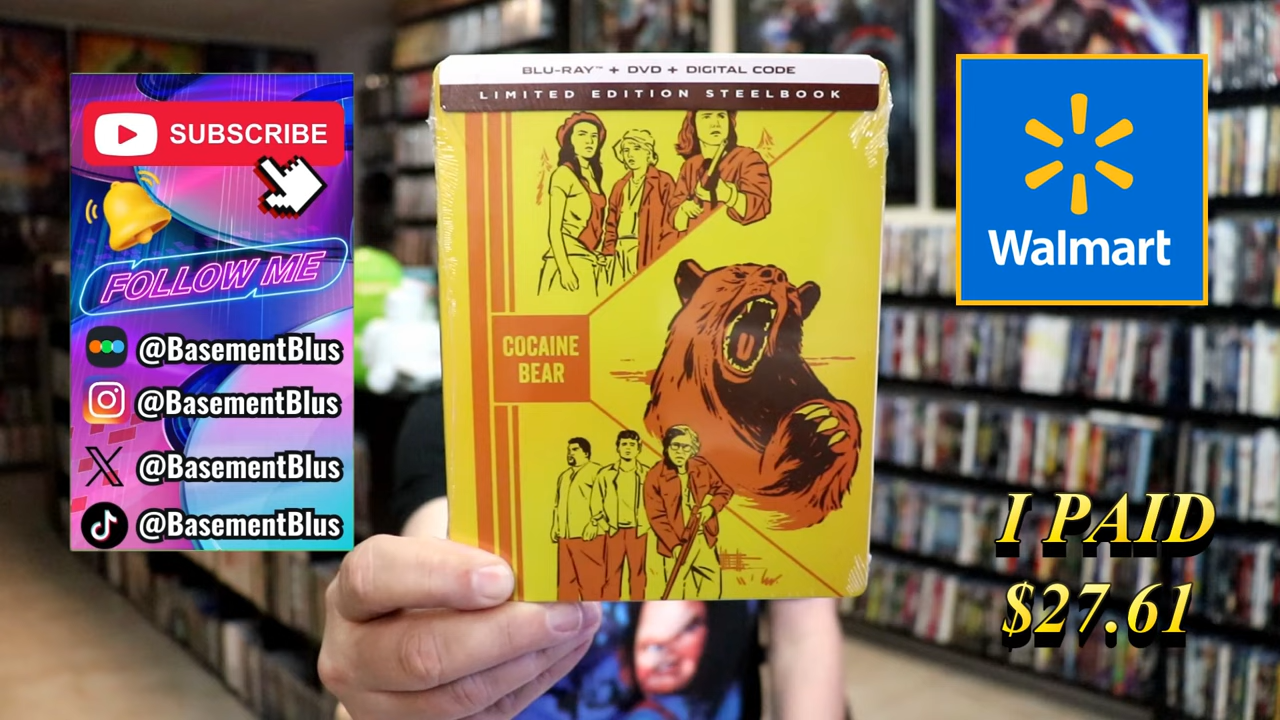 SUBSCRIBE
FOLLOW ME
@BasementBlus
@BasementBlus
@BasementBlus
@BasementBlus
BLU-RAY™ + DVD + DIGITAL CODE
LIMITED EDITION STEELBOOK
COCAINE
BEAR
Walmart
I PAID
$27.61